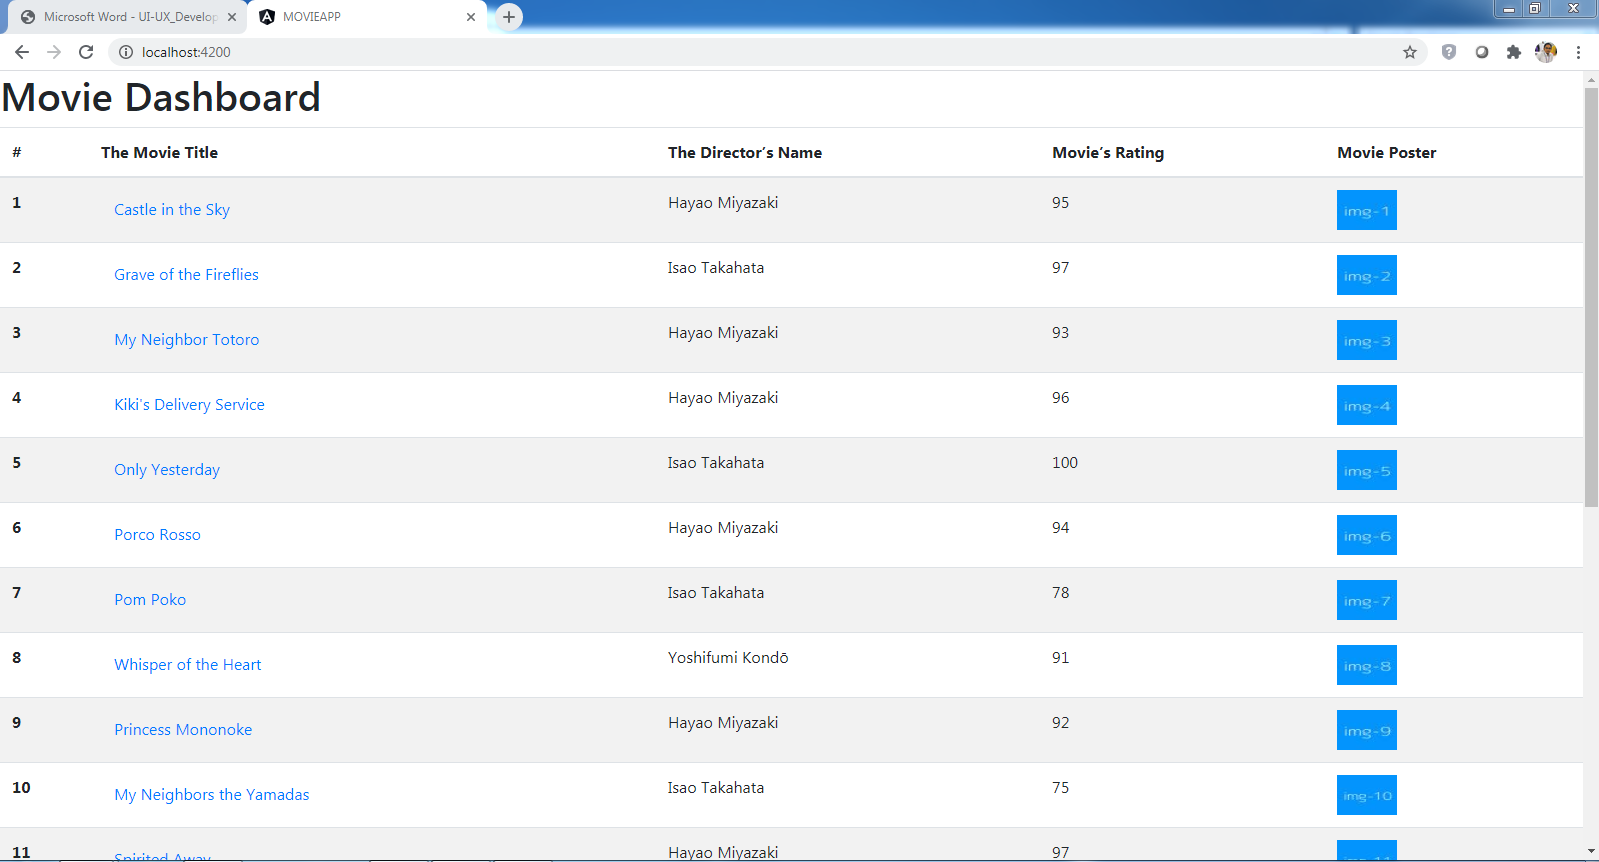 Microsoft Word - UI-UX_Develop
MOVIEAPP
localhost:4200
Movie Dashboard
# The Movie Title The Director's Name Movie's Rating Movie Poster
1 Castle in the Sky Hayao Miyazaki 95 img-1
2 Grave of the Fireflies Isao Takahata 97 img-2
3 My Neighbor Totoro Hayao Miyazaki 93 img-3
4 Kiki's Delivery Service Hayao Miyazaki 96 img-4
5 Only Yesterday Isao Takahata 100 img-5
6 Porco Rosso Hayao Miyazaki 94 img-6
7 Pom Poko Isao Takahata 78 img-7
8 Whisper of the Heart Yoshifumi Kondō 91 img-8
9 Princess Mononoke Hayao Miyazaki 92 img-9
10 My Neighbors the Yamadas Isao Takahata 75 img-10
11 Spirited Away Hayao Miyazaki 97